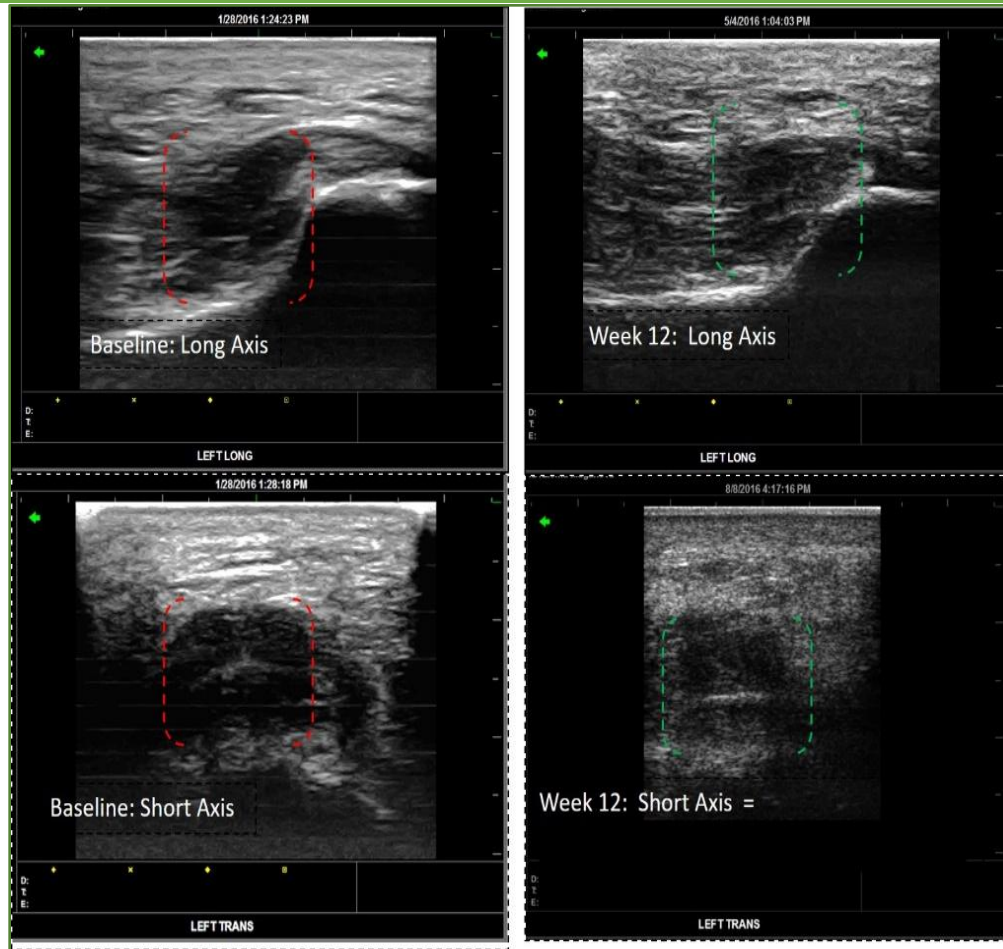 1/28/2016 1:24:23 PM
Baseline: Long Axis
D:
T:
E:
LEFT LONG
5/4/2016 1:04:03 PM
Week 12: Long Axis
D:
T:
E:
LEFT LONG
1/28/2016 1:28:18 PM
Baseline: Short Axis
D:
T:
E:
LEFT TRANS
8/8/2016 4:17:16 PM
Week 12: Short Axis =
D:
T:
E:
LEFT TRANS